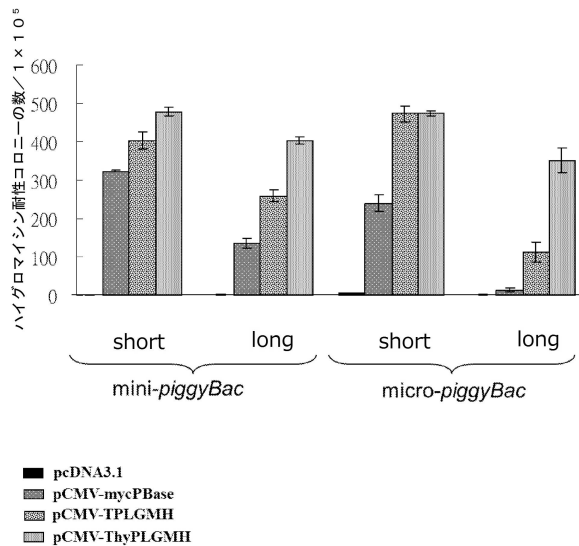 ハイグロマイシン耐性コロニーの数／１×１０⁵
600
500
400
300
200
100
0
short long short long
mini-piggyBac micro-piggyBac
pcDNA3.1
pCMV-mycPBase
pCMV-TPLGMH
pCMV-ThyPLGMH